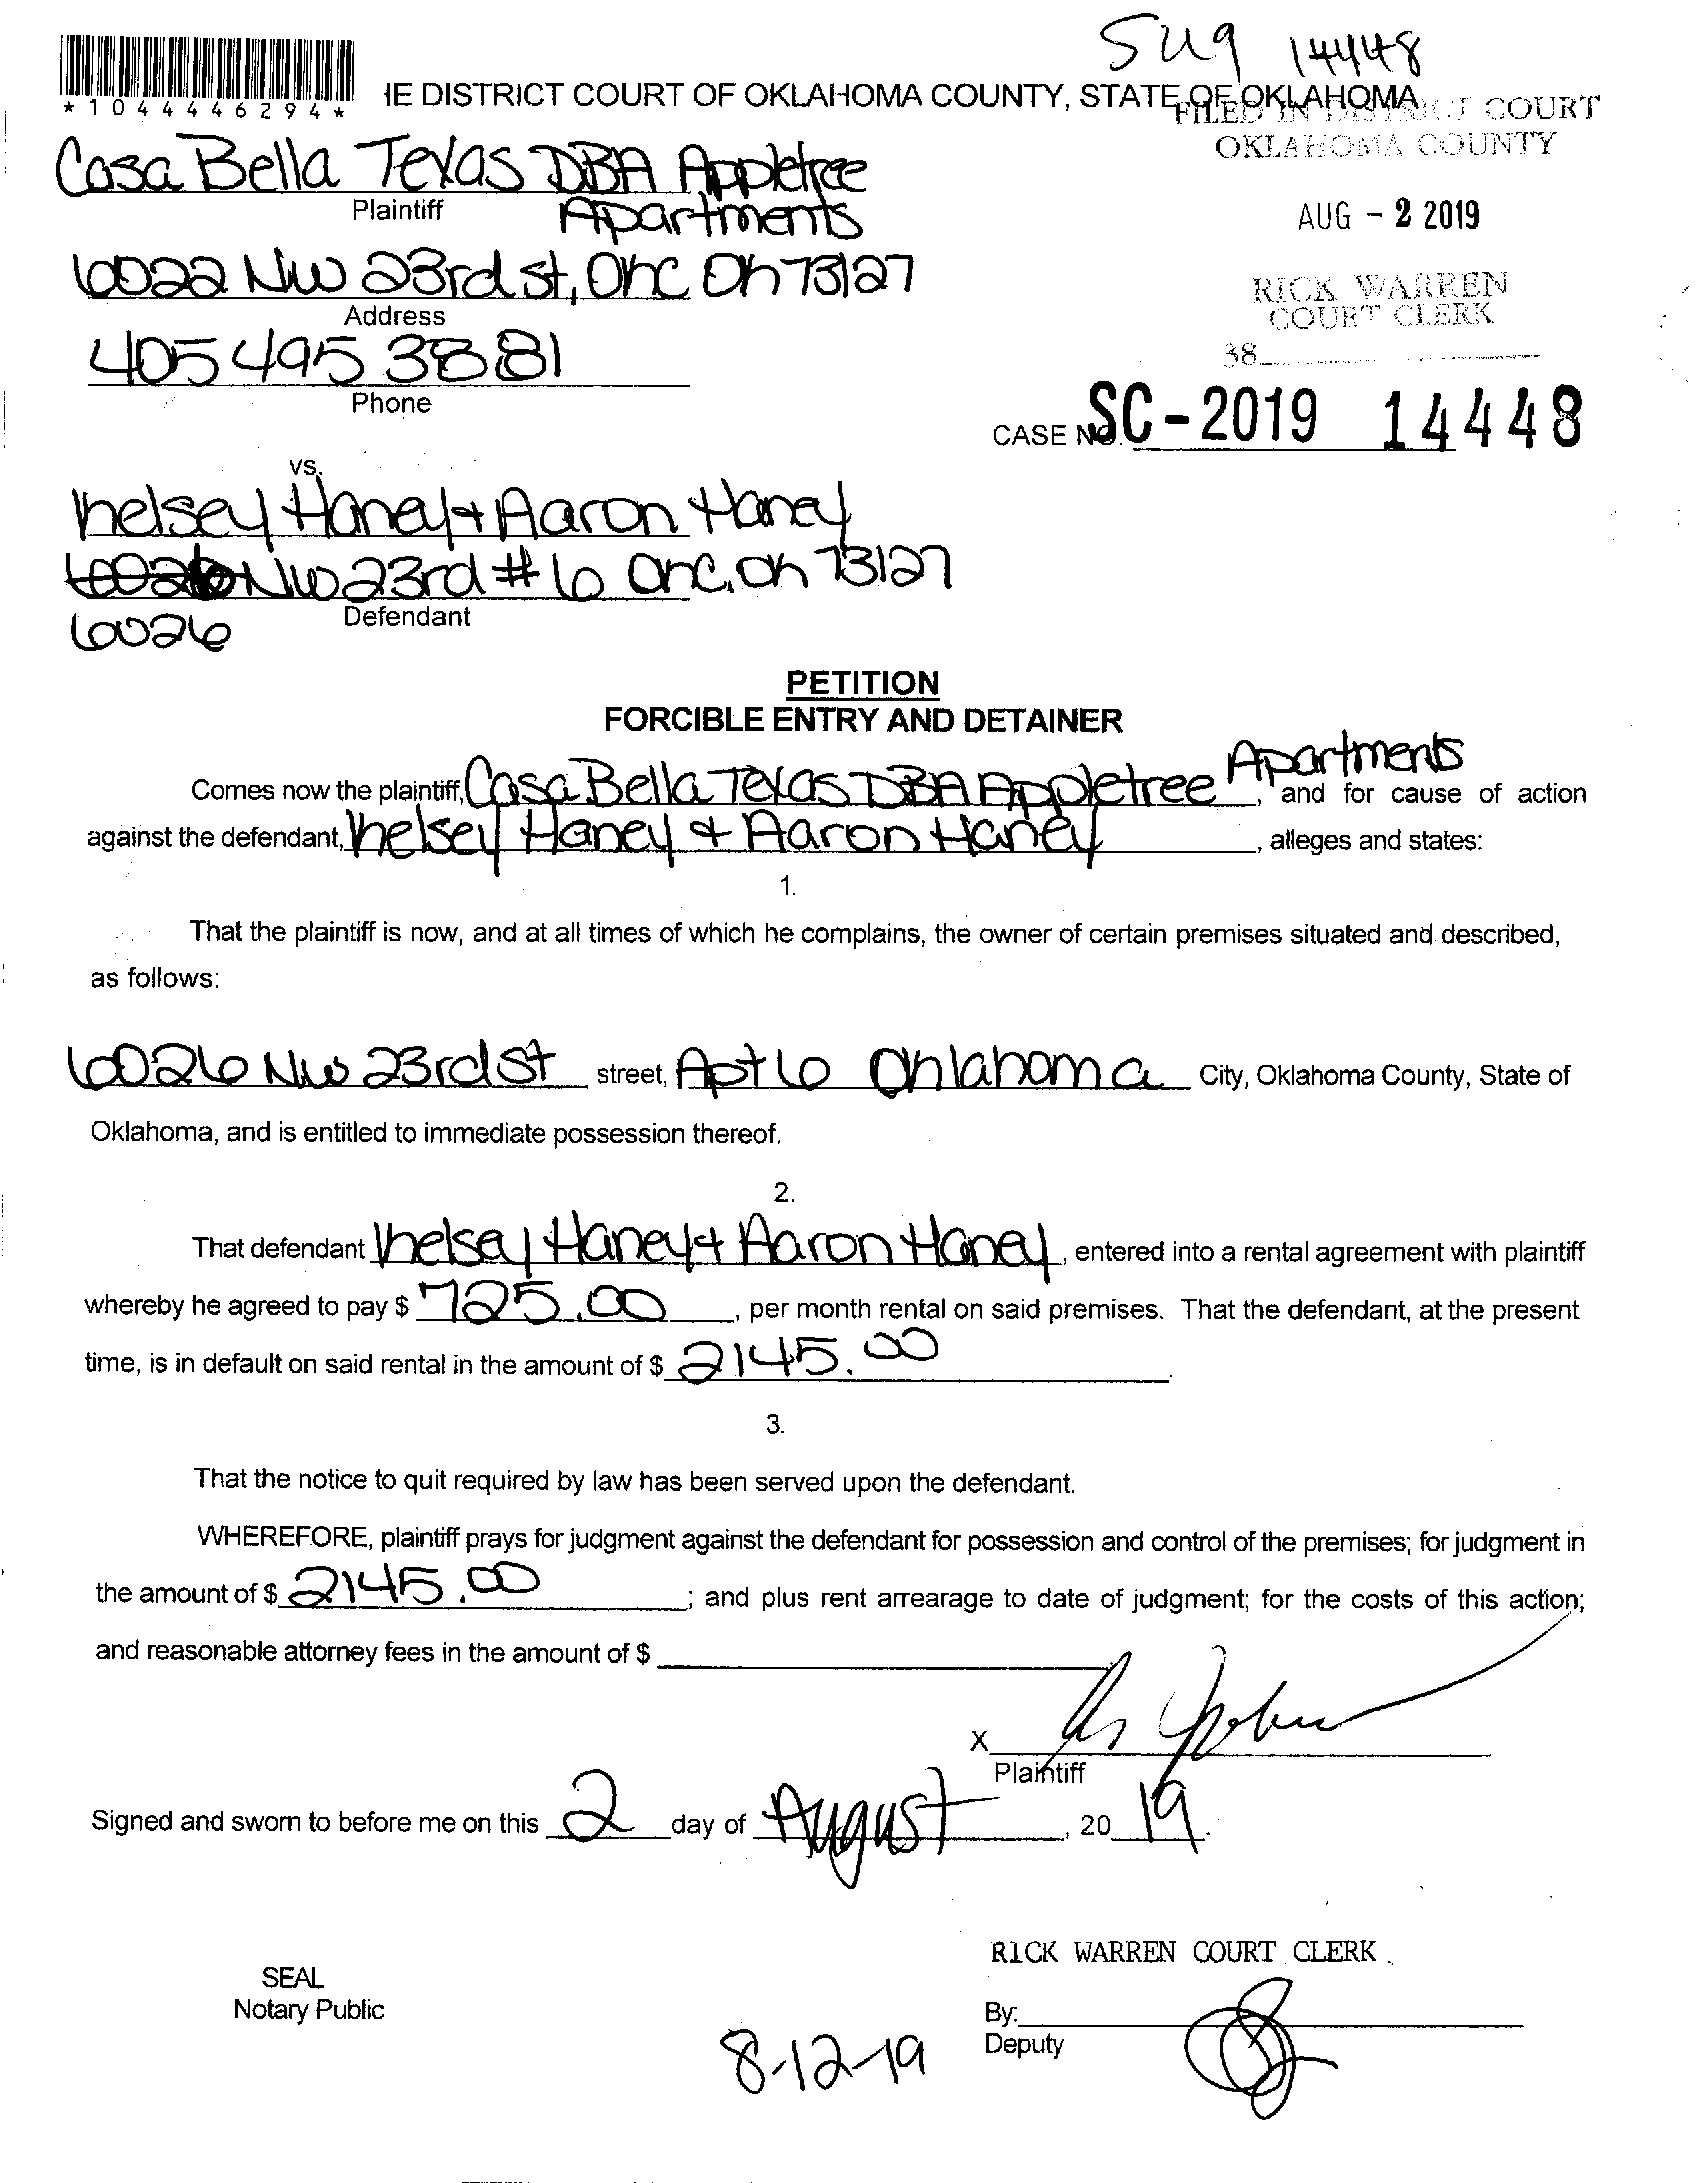 Sug 14448
*1044446294*
IE DISTRICT COURT OF OKLAHOMA COUNTY, STATE OF OKLAHOMA
FILED IN DISTRICT COURT
OKLAHOMA COUNTY
Casa Bella Texas DBA Appletree
Plaintiff
Apartments
AUG - 2 2019
6022 NW 23rd st, OKC OK 73127
Address
RICK WARREN
COURT CLERK
405 495 3881
38
Phone
CASE NO. SC-2019 14448
vs.
Kelsey Haney + Aaron Haney
6026 NW 23rd #6 OKC, OK 73127
Defendant
6026
PETITION
FORCIBLE ENTRY AND DETAINER
Comes now the plaintiff, Casa Bella Texas DBA Appletree Apartments, and for cause of action
against the defendant, Kelsey Haney + Aaron Haney, alleges and states:
1.
That the plaintiff is now, and at all times of which he complains, the owner of certain premises situated and described,
as follows:
6026 NW 23rd St street, Apt 6 Oklahoma City, Oklahoma County, State of
Oklahoma, and is entitled to immediate possession thereof.
2.
That defendant Kelsey Haney + Aaron Haney, entered into a rental agreement with plaintiff
whereby he agreed to pay $ 725.00, per month rental on said premises. That the defendant, at the present
time, is in default on said rental in the amount of $ 2145.00.
3.
That the notice to quit required by law has been served upon the defendant.
WHEREFORE, plaintiff prays for judgment against the defendant for possession and control of the premises; for judgment in
the amount of $ 2145.00; and plus rent arrearage to date of judgment; for the costs of this action;
and reasonable attorney fees in the amount of $
X
Plaintiff
Signed and sworn to before me on this 2 day of August, 20 19.
RICK WARREN COURT CLERK
SEAL
Notary Public
By:
Deputy
8-12-19